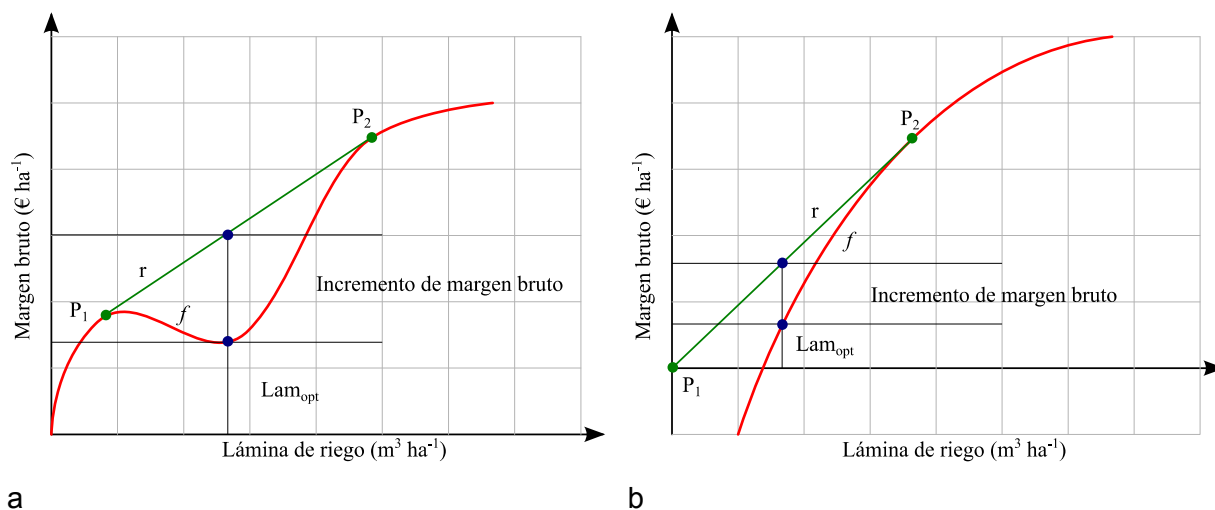 Margen bruto (€ ha⁻¹)
P₂
r
P₁
f
Incremento de margen bruto
Lamₒₚₜ
Lámina de riego (m³ ha⁻¹)
a
Margen bruto (€ ha⁻¹)
P₂
r
f
Incremento de margen bruto
Lamₒₚₜ
P₁
Lámina de riego (m³ ha⁻¹)
b